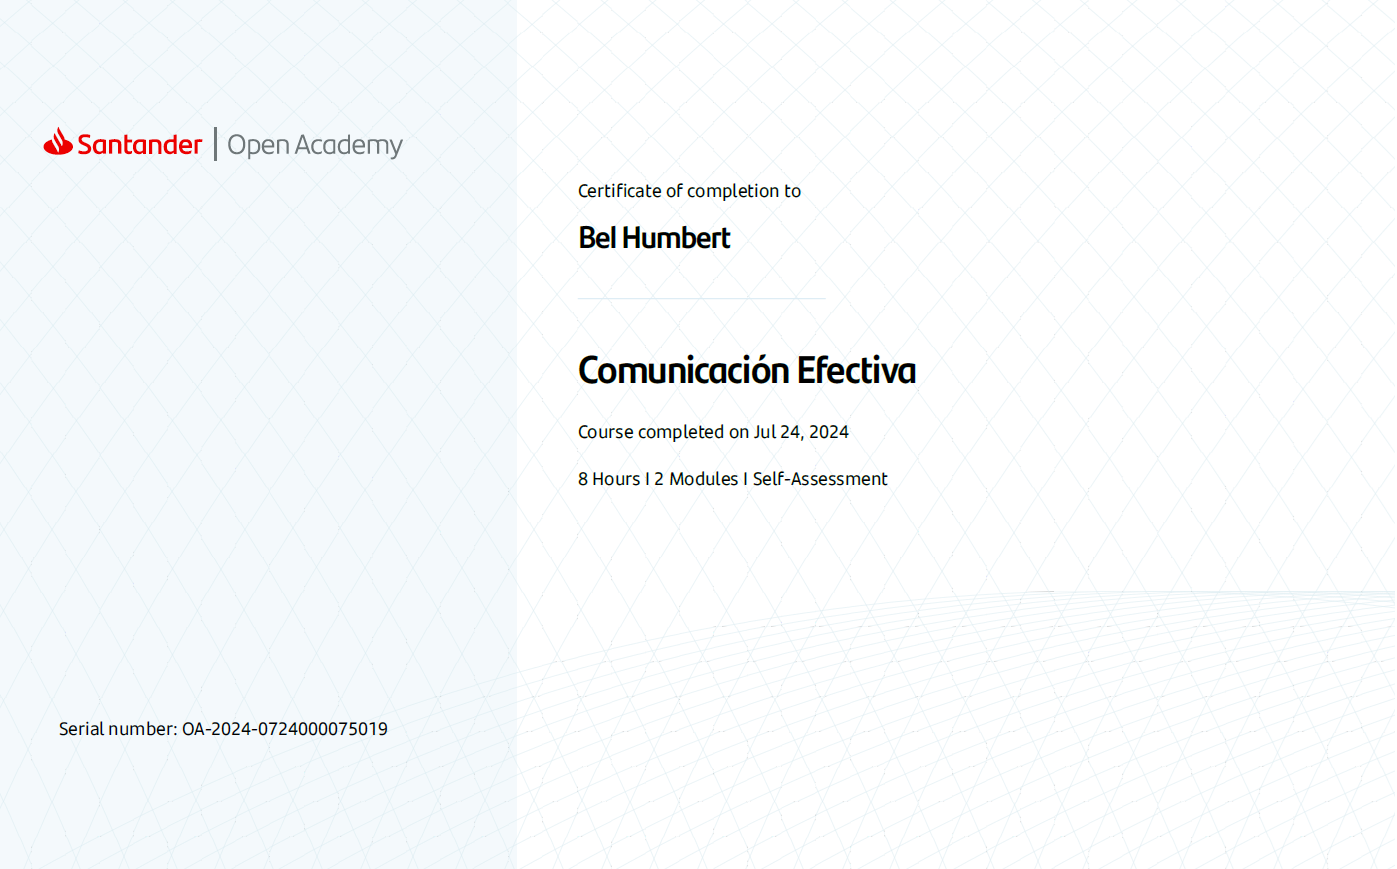 Santander | Open Academy
Certificate of completion to
Bel Humbert
Comunicación Efectiva
Course completed on Jul 24, 2024
8 Hours I 2 Modules I Self-Assessment
Serial number: OA-2024-0724000075019